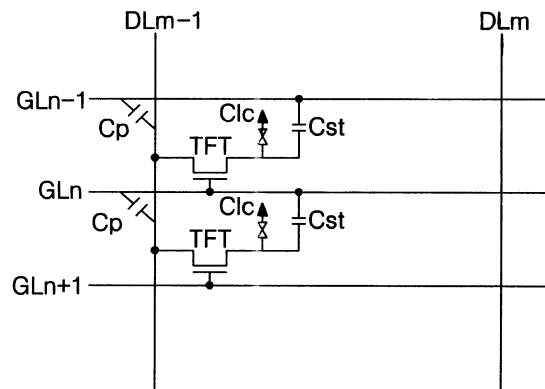 DLm-1 DLm
GLn-1
Clc
Cp
Cst
TFT
GLn
Clc
Cp
Cst
TFT
GLn+1